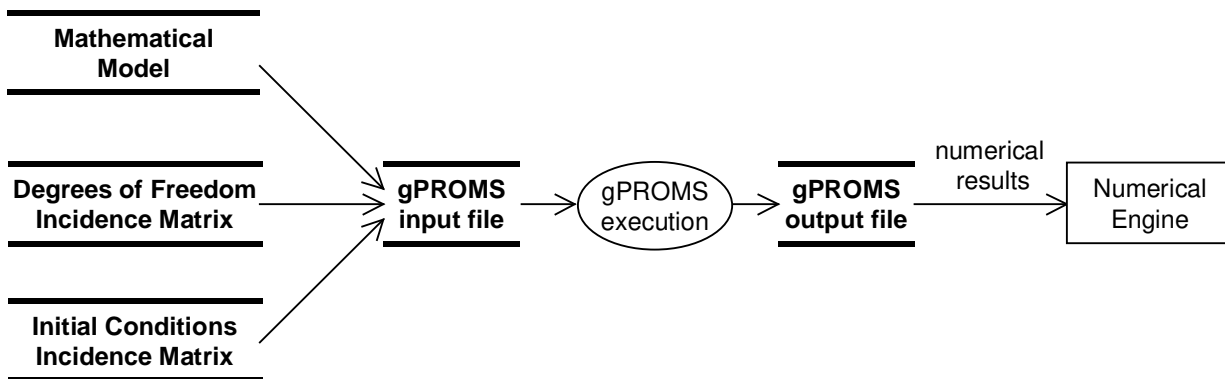 Mathematical
Model
Degrees of Freedom
Incidence Matrix
Initial Conditions
Incidence Matrix
gPROMS
input file
gPROMS
execution
gPROMS
output file
numerical
results
Numerical
Engine